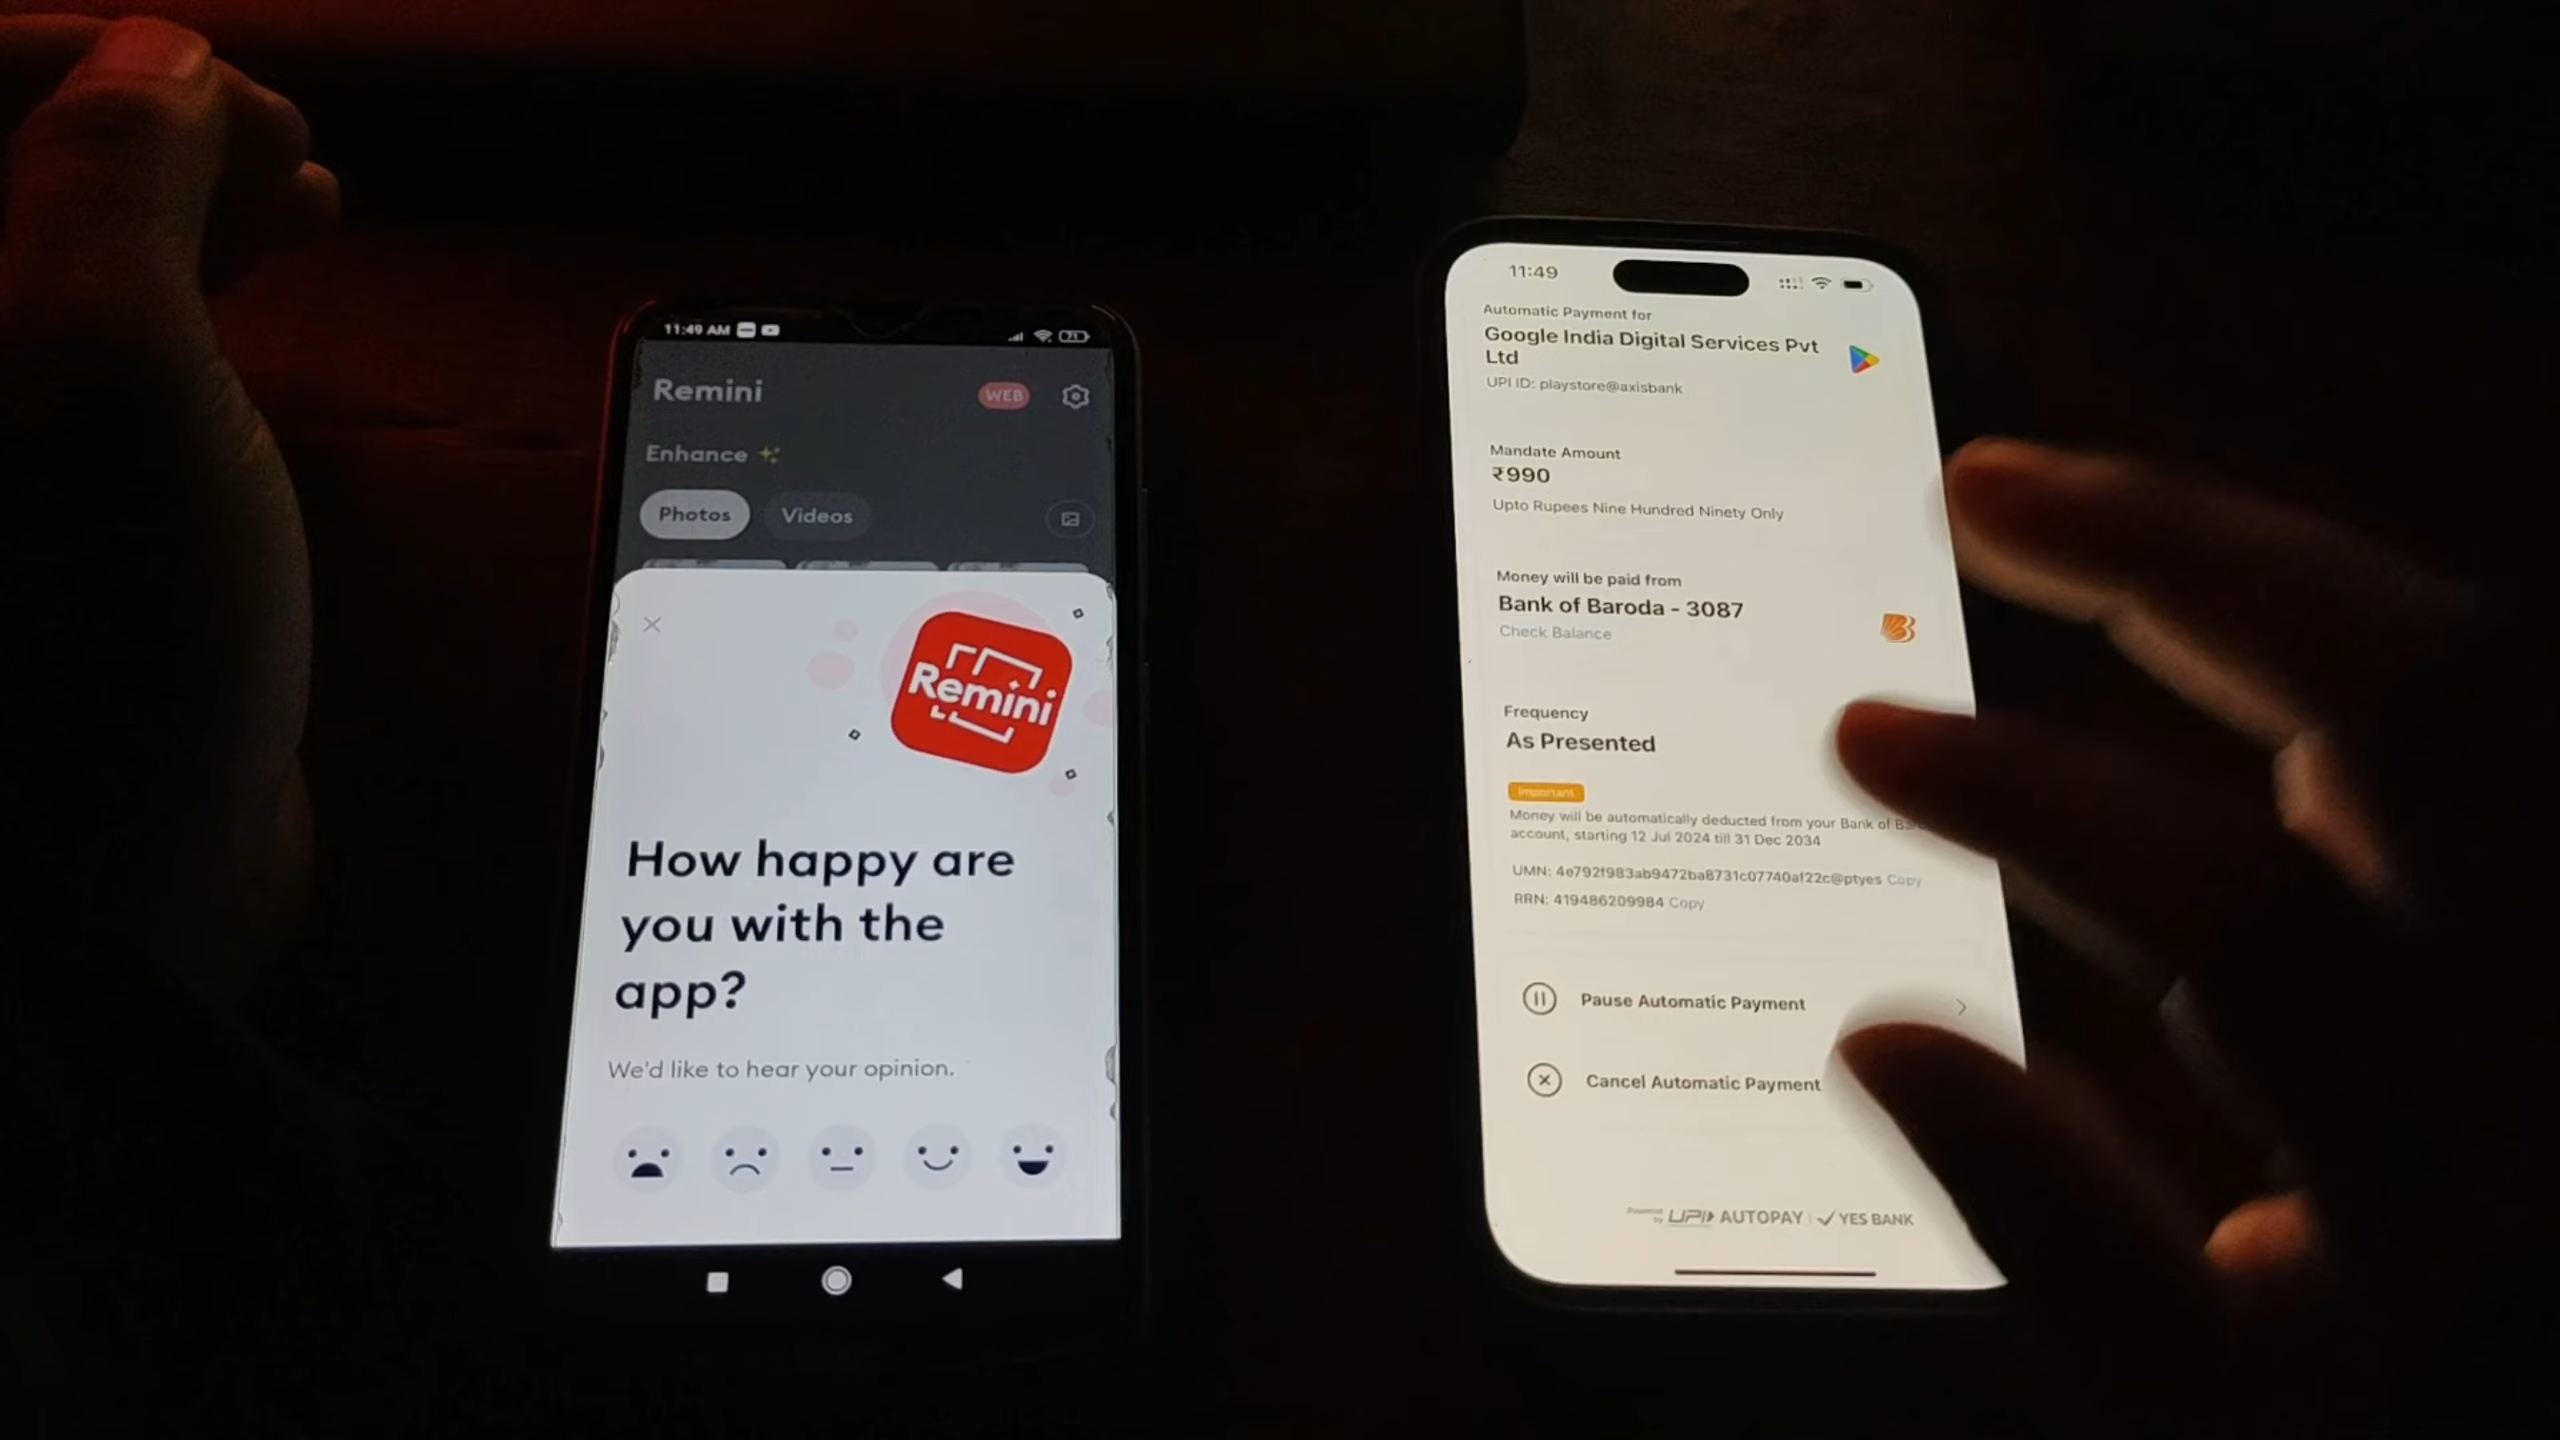 11:49 AM
71
Remini
WEB
Enhance
Photos
Videos
Remini
How happy are
you with the
app?
We'd like to hear your opinion.
11:49
Automatic Payment for
Google India Digital Services Pvt
Ltd
UPI ID: playstore@axisbank
Mandate Amount
₹990
Upto Rupees Nine Hundred Ninety Only
Money will be paid from
Bank of Baroda - 3087
Check Balance
Frequency
As Presented
Important
Money will be automatically deducted from your Bank of
account, starting 12 Jul 2024 till 31 Dec 2034
UMN: 4e792f983ab9472ba8731c07740af22c@ptyes Copy
RRN: 419486209984 Copy
Pause Automatic Payment
Cancel Automatic Payment
Powered by UPI AUTOPAY YES BANK